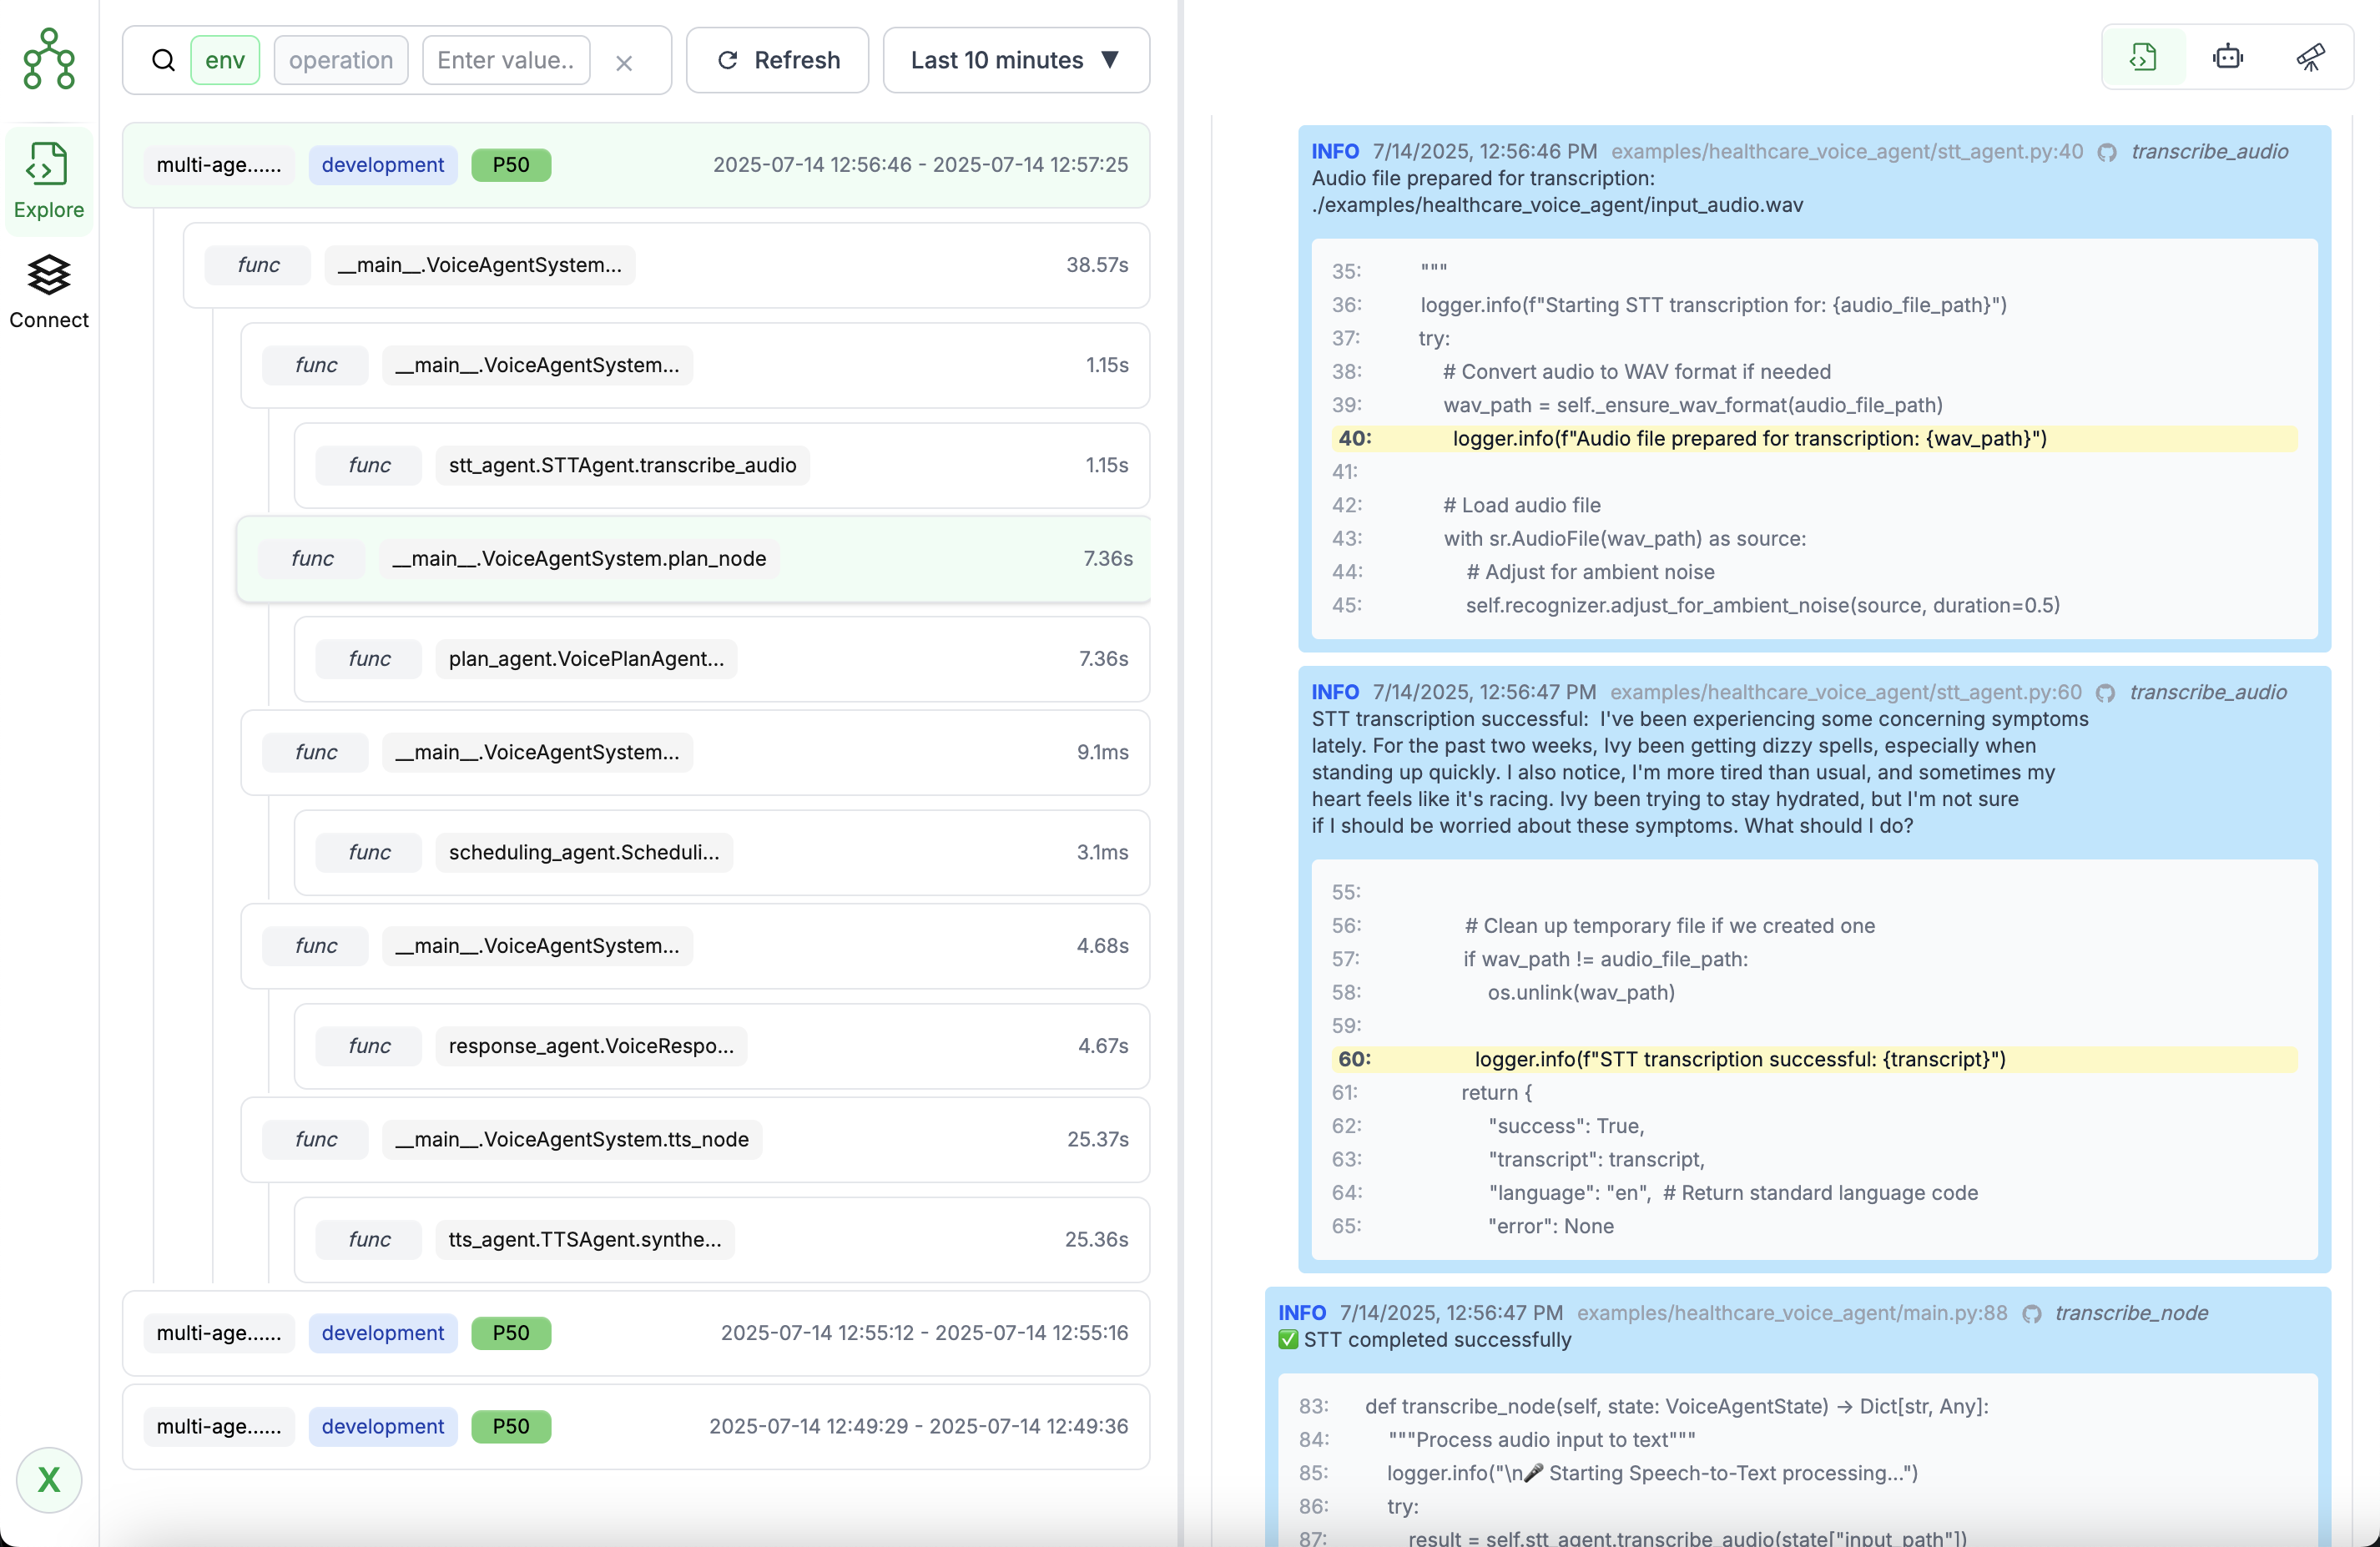 env operation Enter value.. Refresh Last 10 minutes ▼
Explore
Connect
X
multi-age...... development P50 2025-07-14 12:56:46 - 2025-07-14 12:57:25
func __main__.VoiceAgentSystem... 38.57s
func __main__.VoiceAgentSystem... 1.15s
func stt_agent.STTAgent.transcribe_audio 1.15s
func __main__.VoiceAgentSystem.plan_node 7.36s
func plan_agent.VoicePlanAgent... 7.36s
func __main__.VoiceAgentSystem... 9.1ms
func scheduling_agent.Scheduli... 3.1ms
func __main__.VoiceAgentSystem... 4.68s
func response_agent.VoiceRespo... 4.67s
func __main__.VoiceAgentSystem.tts_node 25.37s
func tts_agent.TTSAgent.synthe... 25.36s
multi-age...... development P50 2025-07-14 12:55:12 - 2025-07-14 12:55:16
multi-age...... development P50 2025-07-14 12:49:29 - 2025-07-14 12:49:36
INFO 7/14/2025, 12:56:46 PM examples/healthcare_voice_agent/stt_agent.py:40 transcribe_audio
Audio file prepared for transcription:
./examples/healthcare_voice_agent/input_audio.wav
35: """
36: logger.info(f"Starting STT transcription for: {audio_file_path}")
37: try:
38: # Convert audio to WAV format if needed
39: wav_path = self._ensure_wav_format(audio_file_path)
40: logger.info(f"Audio file prepared for transcription: {wav_path}")
41:
42: # Load audio file
43: with sr.AudioFile(wav_path) as source:
44: # Adjust for ambient noise
45: self.recognizer.adjust_for_ambient_noise(source, duration=0.5)
INFO 7/14/2025, 12:56:47 PM examples/healthcare_voice_agent/stt_agent.py:60 transcribe_audio
STT transcription successful: I've been experiencing some concerning symptoms
lately. For the past two weeks, Ivy been getting dizzy spells, especially when
standing up quickly. I also notice, I'm more tired than usual, and sometimes my
heart feels like it's racing. Ivy been trying to stay hydrated, but I'm not sure
if I should be worried about these symptoms. What should I do?
55:
56: # Clean up temporary file if we created one
57: if wav_path != audio_file_path:
58: os.unlink(wav_path)
59:
60: logger.info(f"STT transcription successful: {transcript}")
61: return {
62: "success": True,
63: "transcript": transcript,
64: "language": "en", # Return standard language code
65: "error": None
INFO 7/14/2025, 12:56:47 PM examples/healthcare_voice_agent/main.py:88 transcribe_node
✅ STT completed successfully
83: def transcribe_node(self, state: VoiceAgentState) -> Dict[str, Any]:
84: """Process audio input to text"""
85: logger.info("\n🎤 Starting Speech-to-Text processing...")
86: try:
87: result = self.stt_agent.transcribe_audio(state["input_path"])